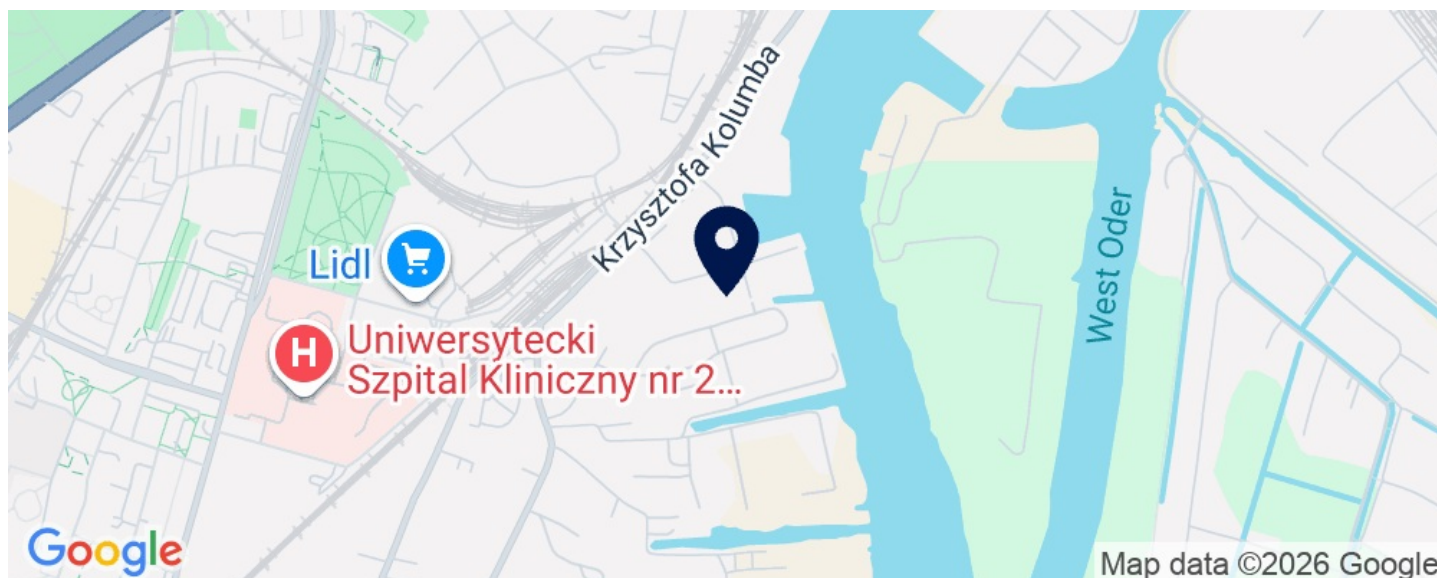 Krzysztofa Kolumba
Lidl
H
Uniwersytecki
Szpital Kliniczny nr 2...
West Oder
Google
Map data ©2026 Google